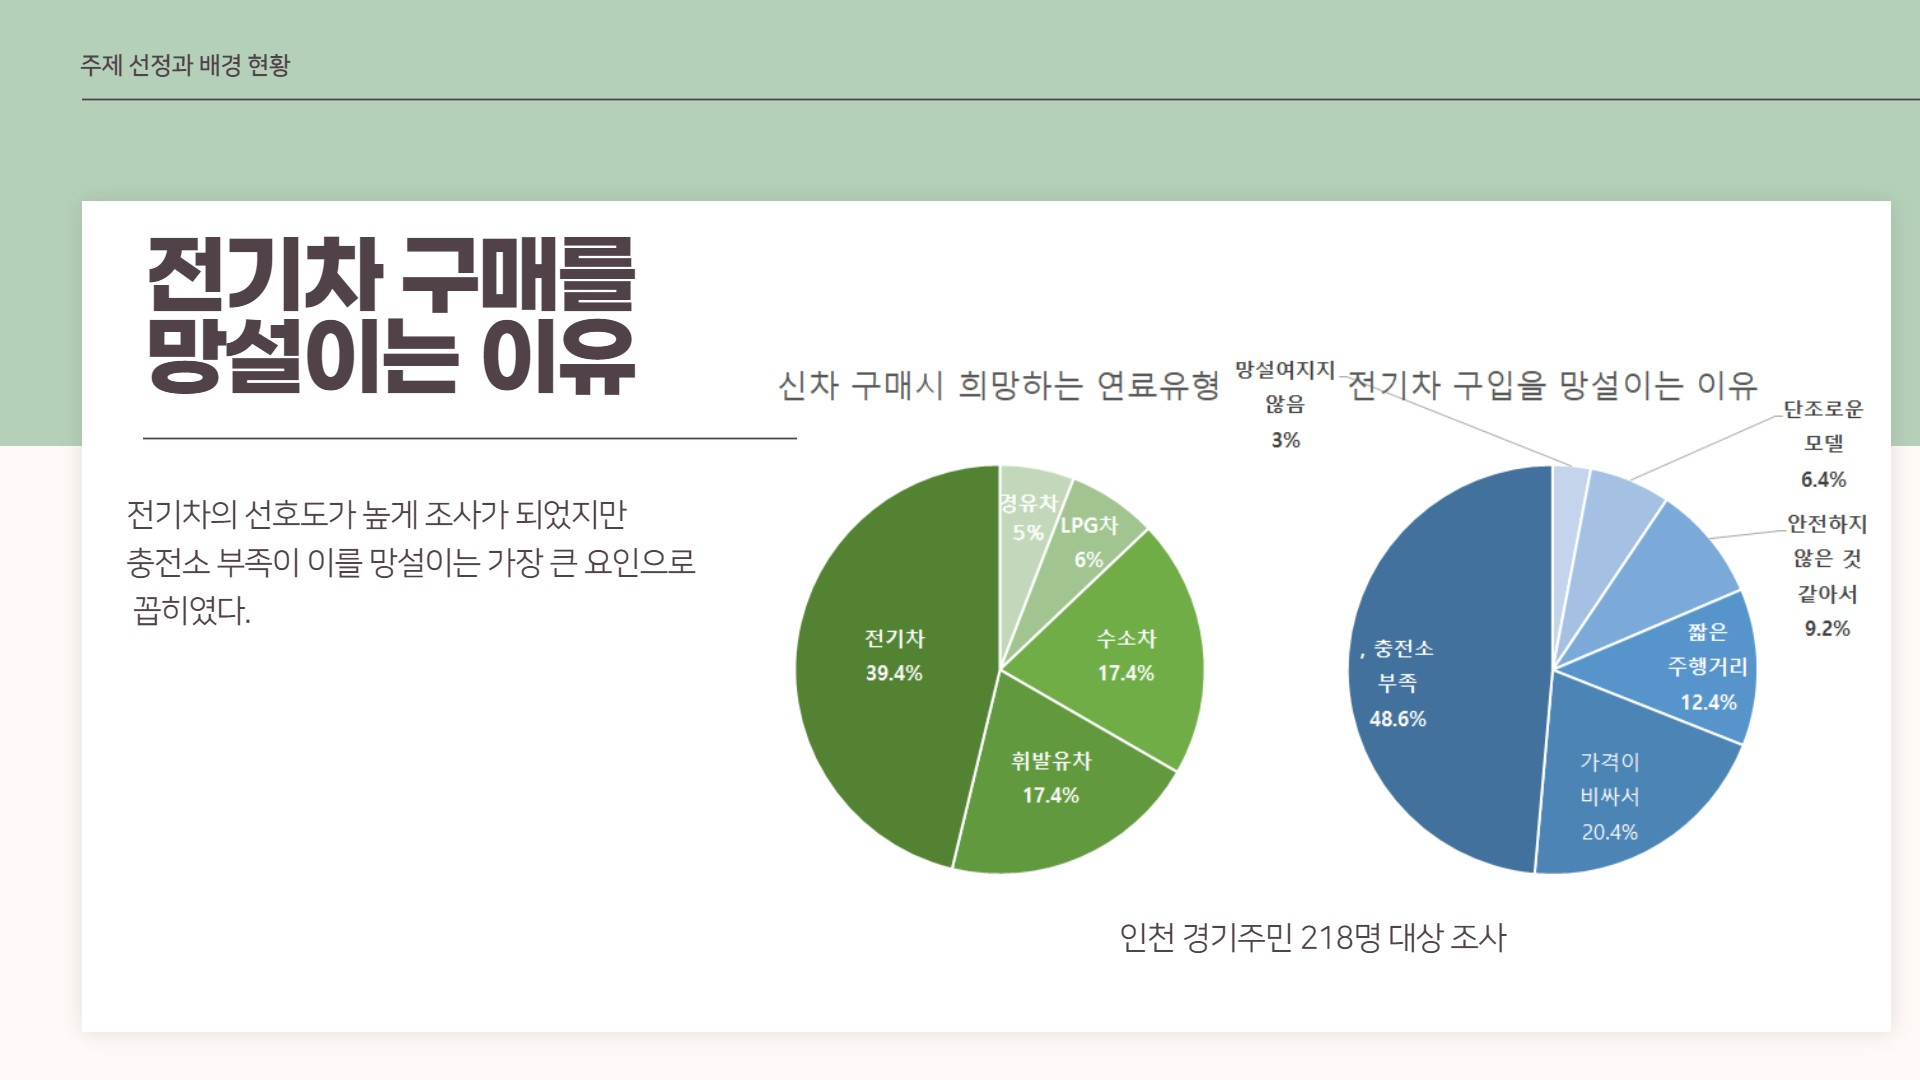 주제 선정과 배경 현황
전기차 구매를
망설이는 이유
전기차의 선호도가 높게 조사가 되었지만
충전소 부족이 이를 망설이는 가장 큰 요인으로
꼽히였다.
신차 구매시 희망하는 연료유형
경유차
5%
LPG차
6%
수소차
17.4%
휘발유차
17.4%
전기차
39.4%
전기차 구입을 망설이는 이유
망설여지지
않음
3%
단조로운
모델
6.4%
안전하지
않은 것
같아서
9.2%
짧은
주행거리
12.4%
가격이
비싸서
20.4%
, 충전소
부족
48.6%
인천 경기주민 218명 대상 조사